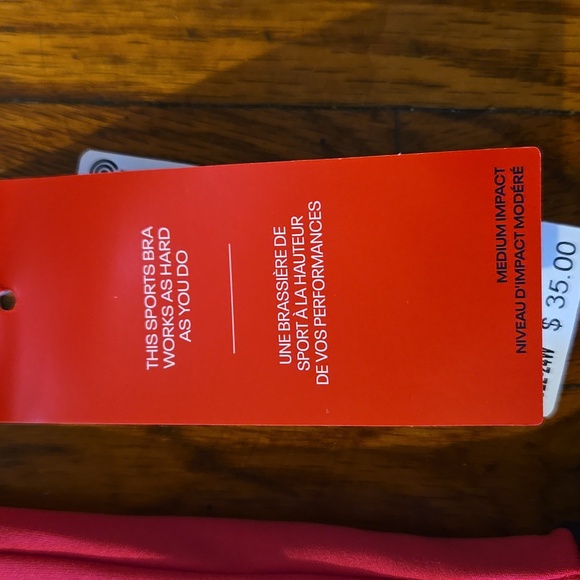 THIS SPORTS BRA
WORKS AS HARD
AS YOU DO
UNE BRASSIÈRE DE
SPORT À LA HAUTEUR
DE VOS PERFORMANCES
MEDIUM IMPACT
NIVEAU D'IMPACT MODÉRÉ
$ 35.00